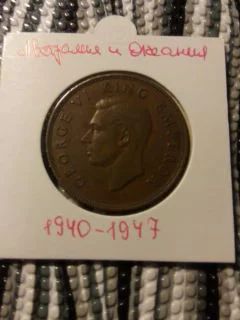 Австралия и Океания
GEORGE VI KING EMPEROR
1940-1947